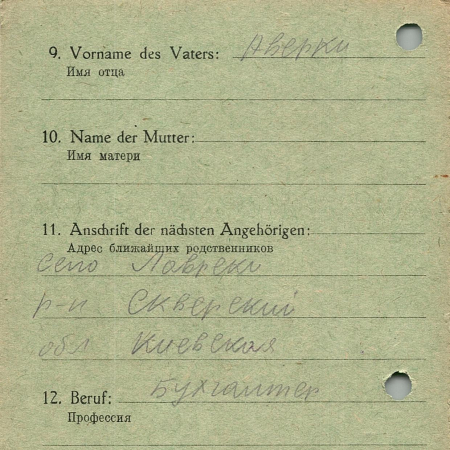 9. Vorname des Vaters: Аверки
Имя отца
10. Name der Mutter:
Имя матери
11. Anschrift der nächsten Angehörigen:
Адрес ближайших родственников
село Лавреки
р-н Скверский
обл Киевская
12. Beruf: Бухгалтер
Профессия